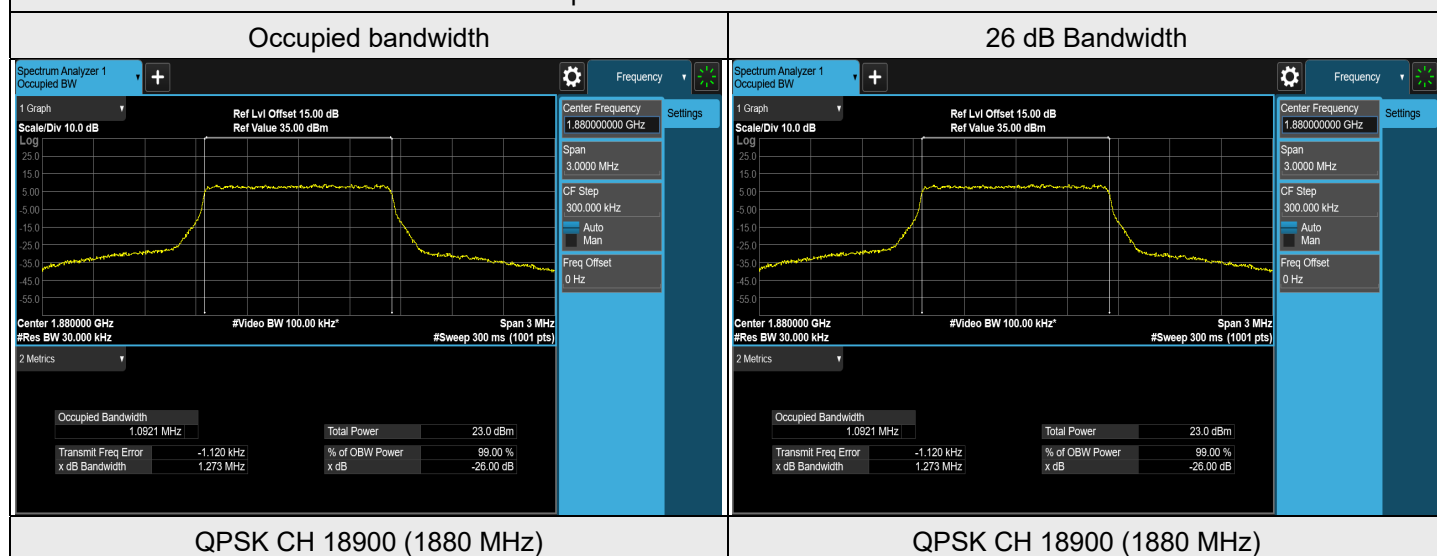 Occupied bandwidth
26 dB Bandwidth
Spectrum Analyzer 1
Occupied BW
+
Frequency
1 Graph
Ref Lvl Offset 15.00 dB
Scale/Div 10.0 dB
Ref Value 35.00 dBm
Log
25.0
15.0
5.00
-5.00
-15.0
-25.0
-35.0
-45.0
-55.0
Center 1.880000 GHz
#Video BW 100.00 kHz*
Span 3 MHz
#Res BW 30.000 kHz
#Sweep 300 ms (1001 pts)
Center Frequency
1.880000000 GHz
Settings
Span
3.0000 MHz
CF Step
300.000 kHz
Auto
Man
Freq Offset
0 Hz
2 Metrics
Occupied Bandwidth
1.0921 MHz
Total Power 23.0 dBm
Transmit Freq Error -1.120 kHz
% of OBW Power 99.00 %
x dB Bandwidth 1.273 MHz
x dB -26.00 dB
Spectrum Analyzer 1
Occupied BW
+
Frequency
1 Graph
Ref Lvl Offset 15.00 dB
Scale/Div 10.0 dB
Ref Value 35.00 dBm
Log
25.0
15.0
5.00
-5.00
-15.0
-25.0
-35.0
-45.0
-55.0
Center 1.880000 GHz
#Video BW 100.00 kHz*
Span 3 MHz
#Res BW 30.000 kHz
#Sweep 300 ms (1001 pts)
Center Frequency
1.880000000 GHz
Settings
Span
3.0000 MHz
CF Step
300.000 kHz
Auto
Man
Freq Offset
0 Hz
2 Metrics
Occupied Bandwidth
1.0921 MHz
Total Power 23.0 dBm
Transmit Freq Error -1.120 kHz
% of OBW Power 99.00 %
x dB Bandwidth 1.273 MHz
x dB -26.00 dB
QPSK CH 18900 (1880 MHz)
QPSK CH 18900 (1880 MHz)